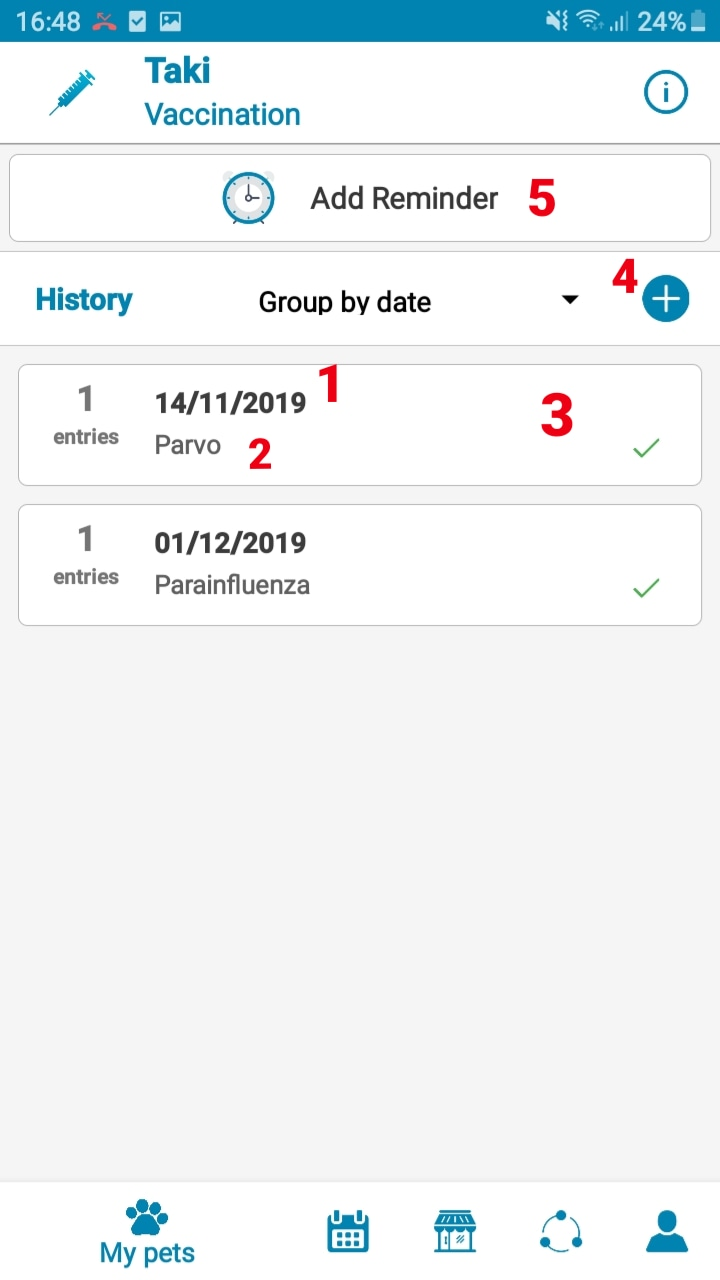 16:48 24%
Taki
Vaccination
i
Add Reminder 5
History Group by date 4
1 14/11/2019 1
entries Parvo 2 3
1 01/12/2019
entries Parainfluenza
My pets